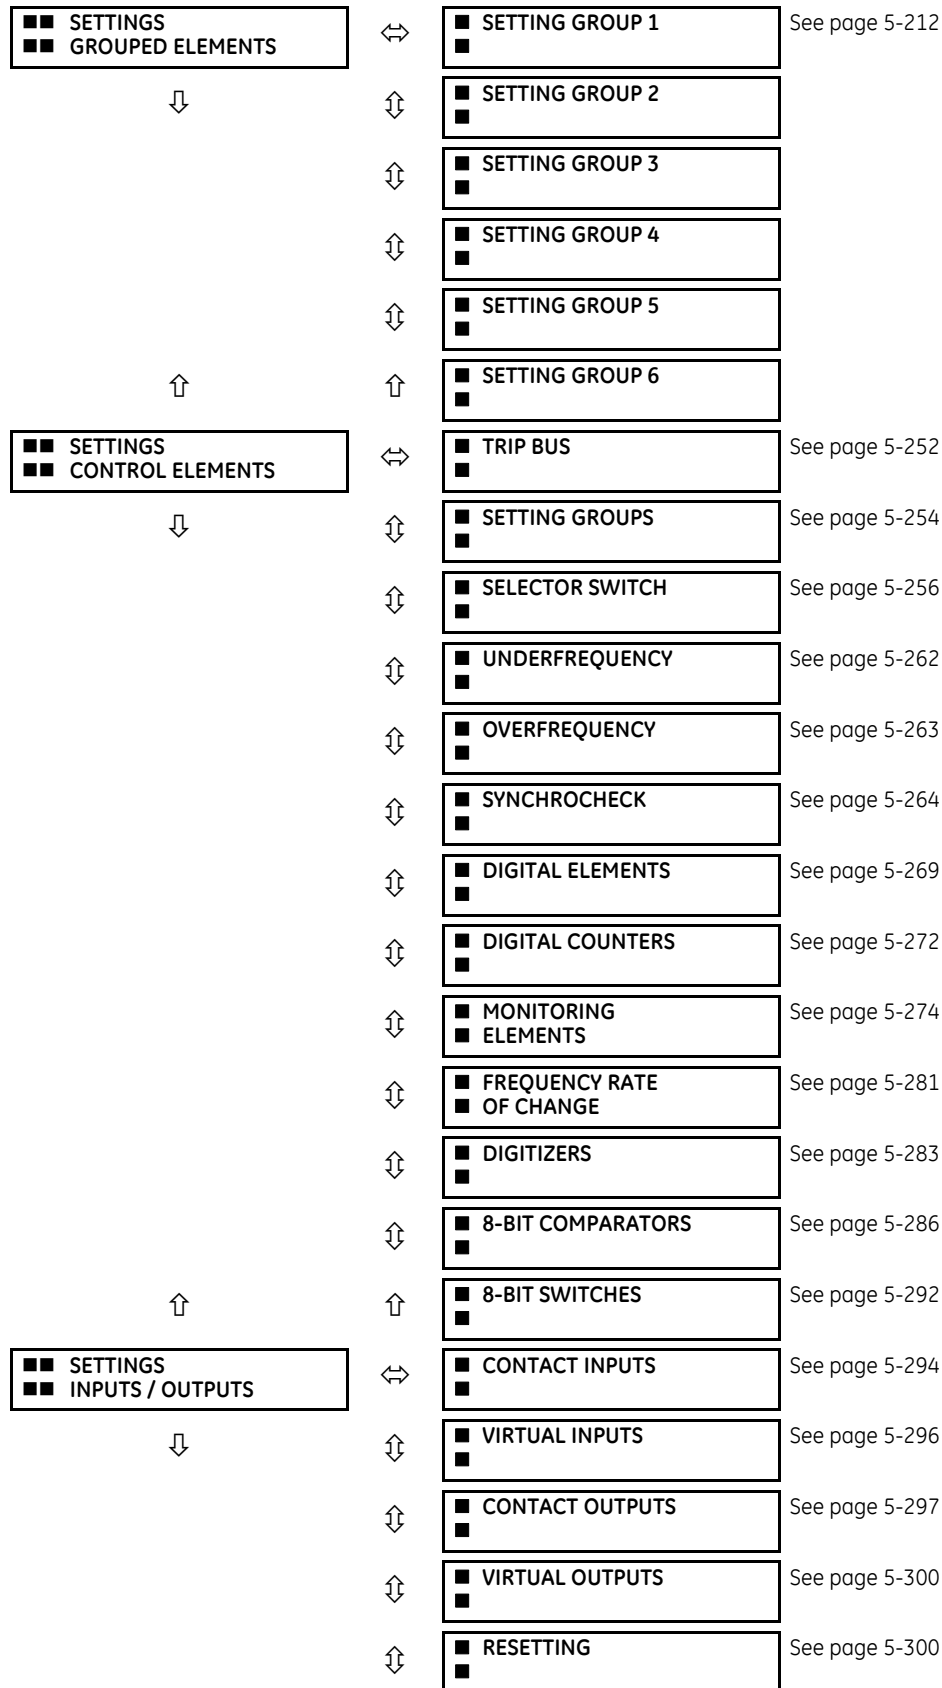 ■■ SETTINGS
■■ GROUPED ELEMENTS
■ SETTING GROUP 1
■
See page 5-212
■ SETTING GROUP 2
■
■ SETTING GROUP 3
■
■ SETTING GROUP 4
■
■ SETTING GROUP 5
■
■ SETTING GROUP 6
■
■■ SETTINGS
■■ CONTROL ELEMENTS
■ TRIP BUS
■
See page 5-252
■ SETTING GROUPS
■
See page 5-254
■ SELECTOR SWITCH
■
See page 5-256
■ UNDERFREQUENCY
■
See page 5-262
■ OVERFREQUENCY
■
See page 5-263
■ SYNCHROCHECK
■
See page 5-264
■ DIGITAL ELEMENTS
■
See page 5-269
■ DIGITAL COUNTERS
■
See page 5-272
■ MONITORING
■ ELEMENTS
See page 5-274
■ FREQUENCY RATE
■ OF CHANGE
See page 5-281
■ DIGITIZERS
■
See page 5-283
■ 8-BIT COMPARATORS
■
See page 5-286
■ 8-BIT SWITCHES
■
See page 5-292
■■ SETTINGS
■■ INPUTS / OUTPUTS
■ CONTACT INPUTS
■
See page 5-294
■ VIRTUAL INPUTS
■
See page 5-296
■ CONTACT OUTPUTS
■
See page 5-297
■ VIRTUAL OUTPUTS
■
See page 5-300
■ RESETTING
■
See page 5-300